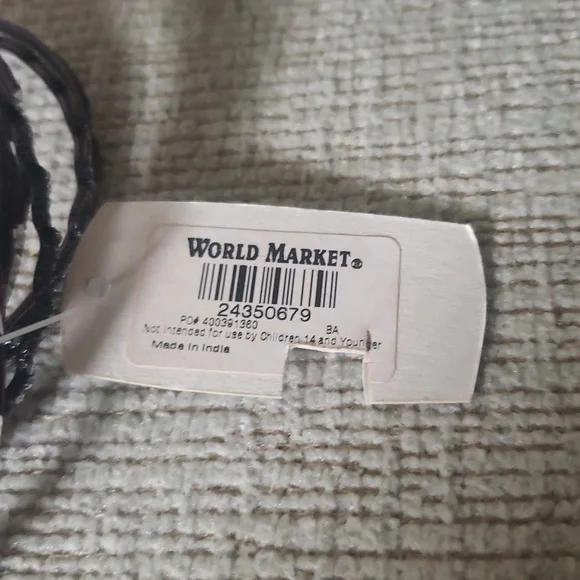 WORLD MARKET®
24350679
PO# 400391360 BA
Not intended for use by Children 14 and Younger
Made in India